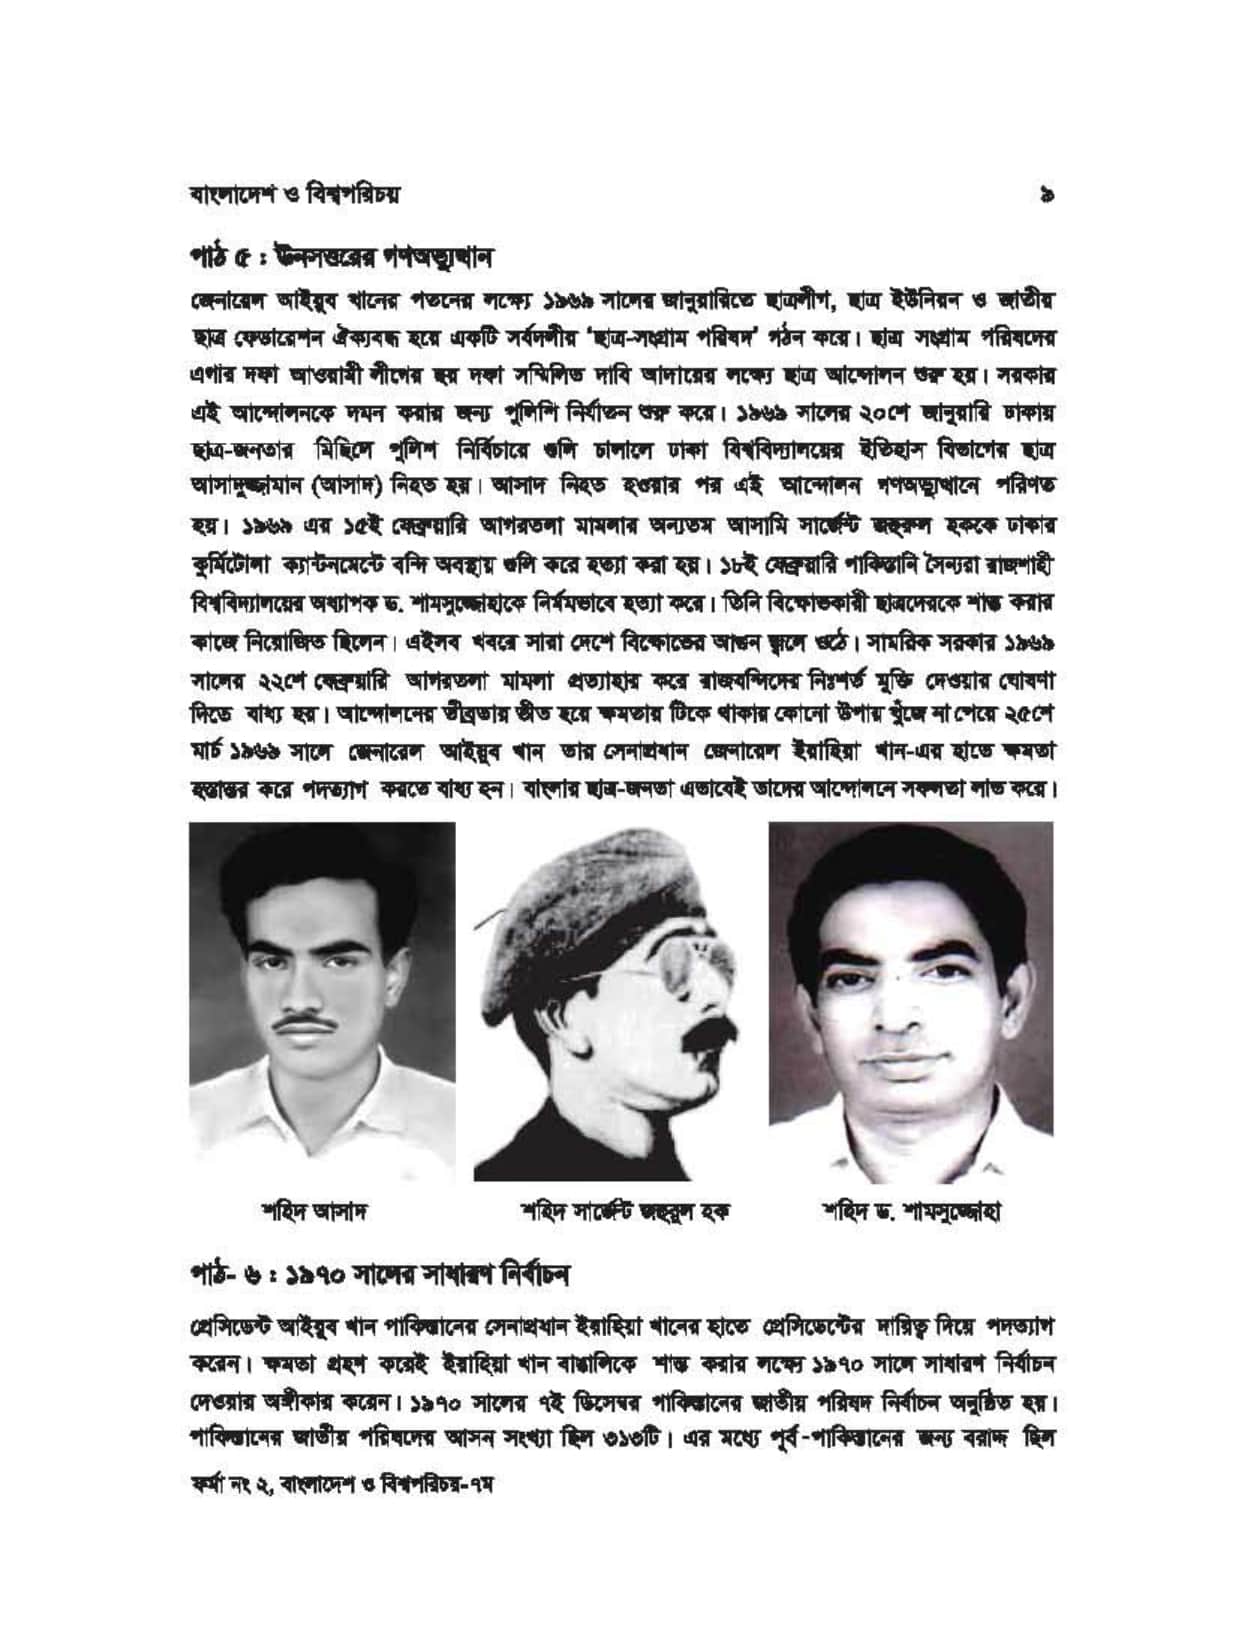 বাংলাদেশ ও বিশ্বপরিচয় ৯
পাঠ ৫ : ঊনসত্তরের গণঅভ্যুত্থান
জেনারেল আইয়ুব খানের পতনের লক্ষ্যে ১৯৬৯ সালের জানুয়ারিতে ছাত্রলীগ, ছাত্র ইউনিয়ন ও জাতীয়
ছাত্র ফেডারেশন ঐক্যবদ্ধ হয়ে একটি সর্বদলীয় ‘ছাত্র-সংগ্রাম পরিষদ’ গঠন করে। ছাত্র সংগ্রাম পরিষদের
এগার দফা আওয়ামী লীগের ছয় দফা সম্মিলিত দাবি আদায়ের লক্ষ্যে ছাত্র আন্দোলন শুরু হয়। সরকার
এই আন্দোলনকে দমন করার জন্য পুলিশি নির্যাতন শুরু করে। ১৯৬৯ সালের ২০শে জানুয়ারি ঢাকায়
ছাত্র-জনতার মিছিলে পুলিশ নির্বিচারে গুলি চালালে ঢাকা বিশ্ববিদ্যালয়ের ইতিহাস বিভাগের ছাত্র
আসাদুজ্জামান (আসাদ) নিহত হয়। আসাদ নিহত হওয়ার পর এই আন্দোলন গণঅভ্যুত্থানে পরিণত
হয়। ১৯৬৯ এর ১৫ই ফেব্রুয়ারি আগরতলা মামলার অন্যতম আসামি সার্জেন্ট জহুরুল হককে ঢাকার
কুর্মিটোলা ক্যান্টনমেন্টে বন্দি অবস্থায় গুলি করে হত্যা করা হয়। ১৮ই ফেব্রুয়ারি পাকিস্তানি সৈন্যরা রাজশাহী
বিশ্ববিদ্যালয়ের অধ্যাপক ড. শামসুজ্জোহাকে নির্মমভাবে হত্যা করে। তিনি বিক্ষোভকারী ছাত্রদেরকে শান্ত করার
কাজে নিয়োজিত ছিলেন। এইসব খবরে সারা দেশে বিক্ষোভের আগুন জ্বলে ওঠে। সামরিক সরকার ১৯৬৯
সালের ২২শে ফেব্রুয়ারি আগরতলা মামলা প্রত্যাহার করে রাজবন্দিদের নিঃশর্ত মুক্তি দেওয়ার ঘোষণা
দিতে বাধ্য হয়। আন্দোলনের তীব্রতায় ভীত হয়ে ক্ষমতায় টিকে থাকার কোনো উপায় খুঁজে না পেয়ে ২৫শে
মার্চ ১৯৬৯ সালে জেনারেল আইয়ুব খান তার সেনাপ্রধান জেনারেল ইয়াহিয়া খান-এর হাতে ক্ষমতা
হস্তান্তর করে পদত্যাগ করতে বাধ্য হন। বাংলার ছাত্র-জনতা এভাবেই তাদের আন্দোলনে সফলতা লাভ করে।
শহিদ আসাদ শহিদ সার্জেন্ট জহুরুল হক শহিদ ড. শামসুজ্জোহা
পাঠ- ৬ : ১৯৭০ সালের সাধারণ নির্বাচন
প্রেসিডেন্ট আইয়ুব খান পাকিস্তানের সেনাপ্রধান ইয়াহিয়া খানের হাতে প্রেসিডেন্টের দায়িত্ব দিয়ে পদত্যাগ
করেন। ক্ষমতা গ্রহণ করেই ইয়াহিয়া খান বাঙালিকে শান্ত করার লক্ষ্যে ১৯৭০ সালে সাধারণ নির্বাচন
দেওয়ার অঙ্গীকার করেন। ১৯৭০ সালের ৭ই ডিসেম্বর পাকিস্তানের জাতীয় পরিষদ নির্বাচন অনুষ্ঠিত হয়।
পাকিস্তানের জাতীয় পরিষদের আসন সংখ্যা ছিল ৩১৩টি। এর মধ্যে পূর্ব-পাকিস্তানের জন্য বরাদ্দ ছিল
ফর্মা নং ২, বাংলাদেশ ও বিশ্বপরিচয়-৭ম